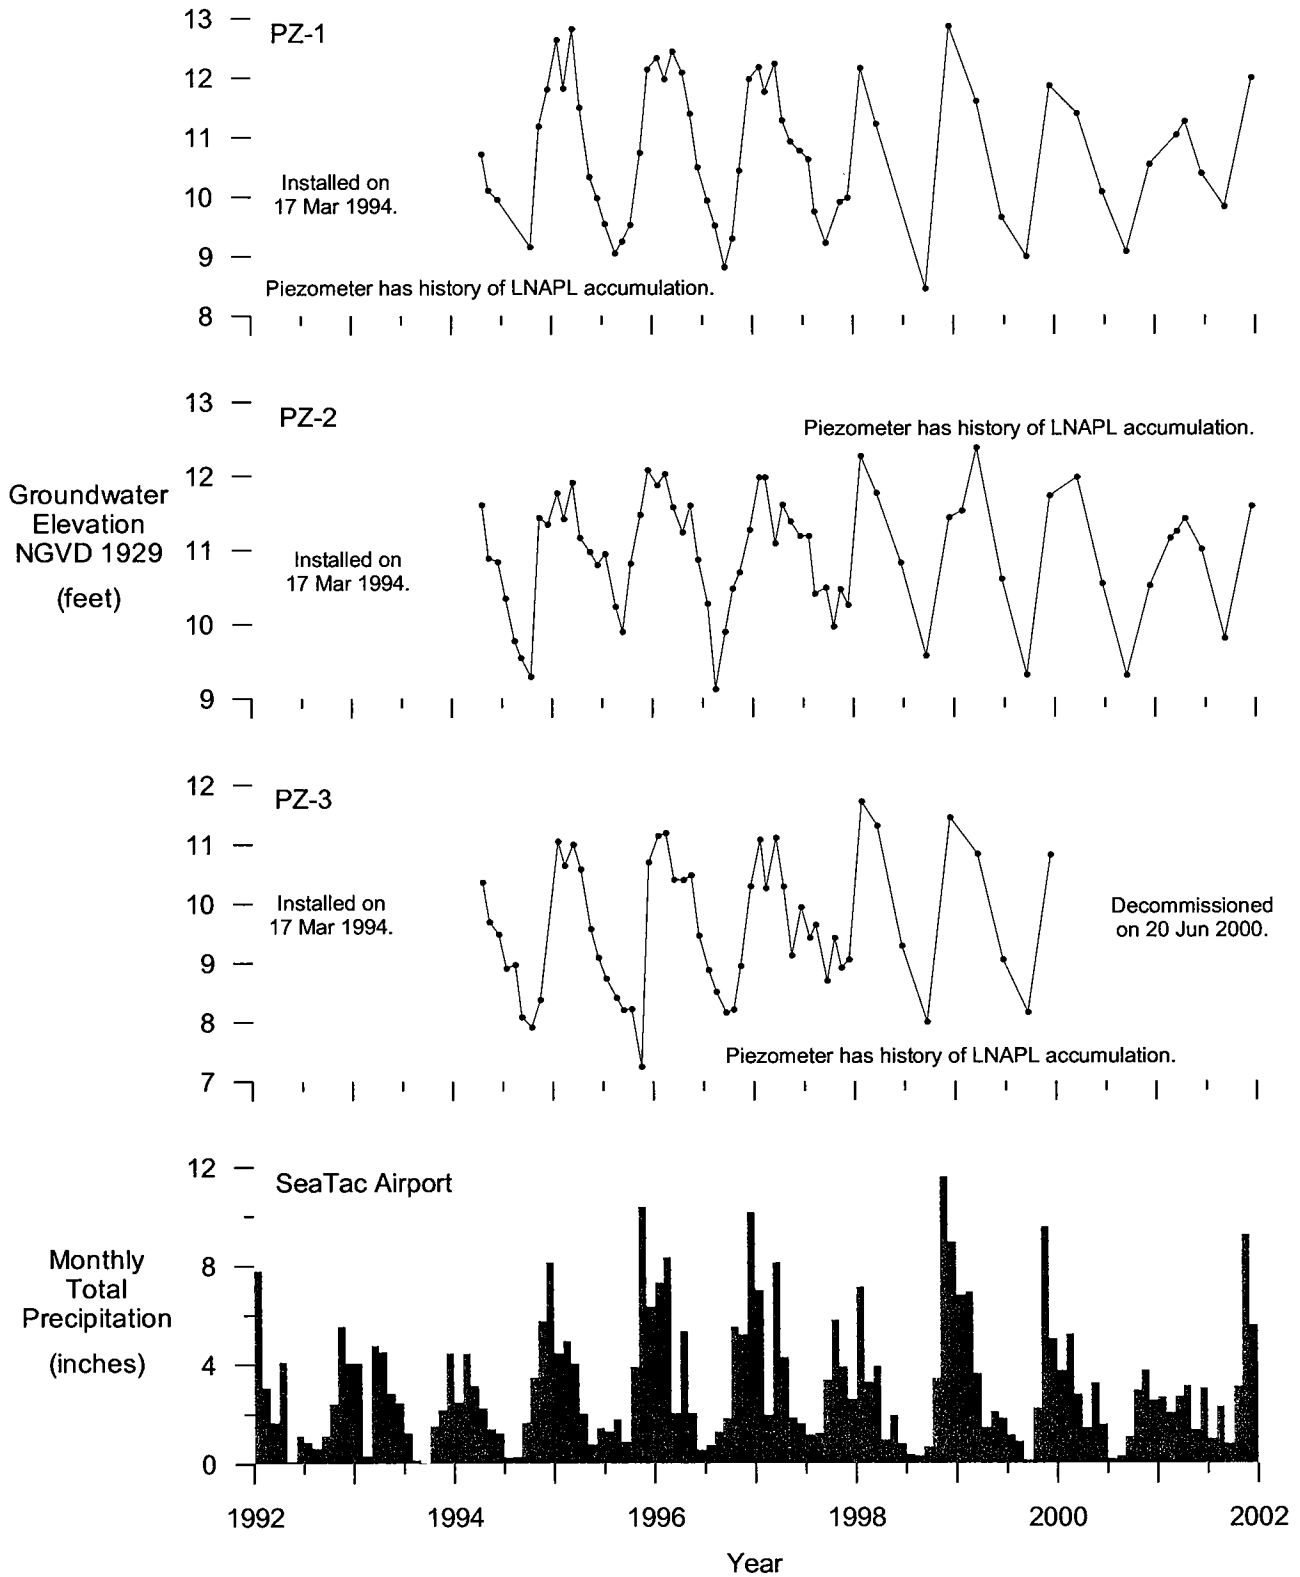 13
PZ-1
12
11
Installed on
17 Mar 1994.
10
9
Piezometer has history of LNAPL accumulation.
8
13
PZ-2
Piezometer has history of LNAPL accumulation.
12
Groundwater
Elevation
NGVD 1929
(feet)
11
Installed on
17 Mar 1994.
10
9
12
PZ-3
11
Installed on
17 Mar 1994.
10
Decommissioned
on 20 Jun 2000.
9
8
Piezometer has history of LNAPL accumulation.
7
12
SeaTac Airport
Monthly
Total
Precipitation
(inches)
8
4
0
1992 1994 1996 1998 2000 2002
Year